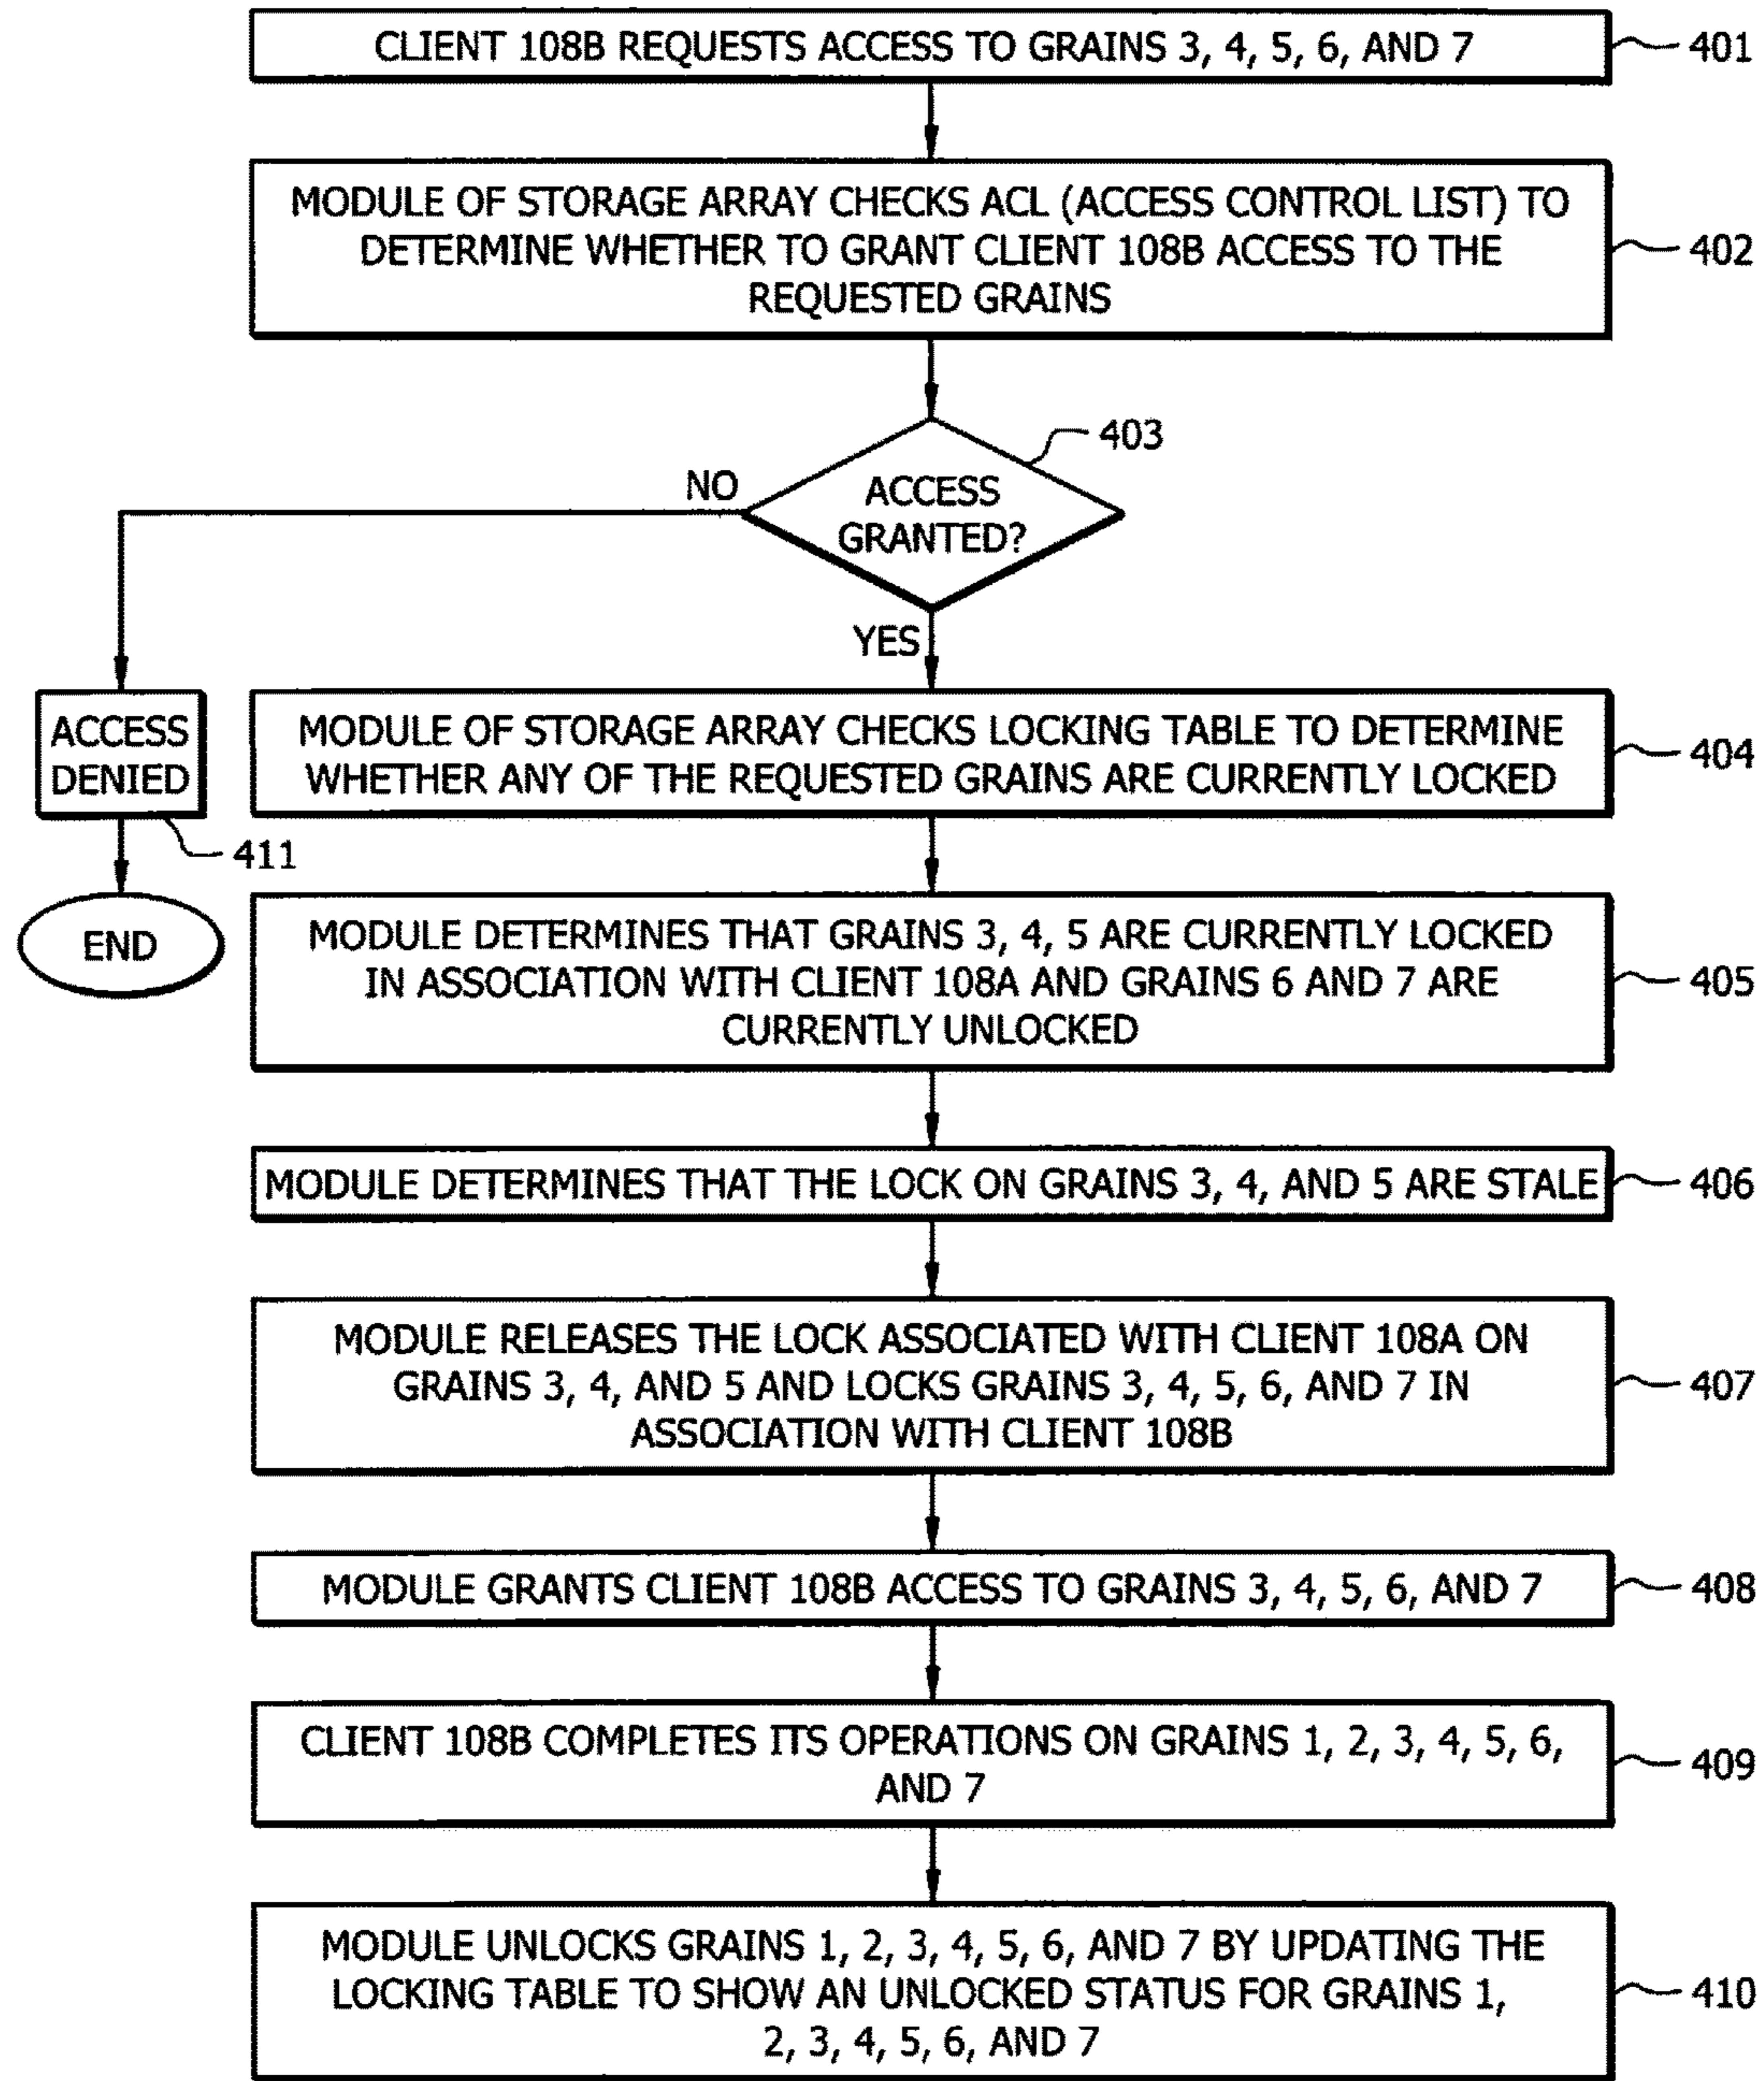 CLIENT 108B REQUESTS ACCESS TO GRAINS 3, 4, 5, 6, AND 7
401
MODULE OF STORAGE ARRAY CHECKS ACL (ACCESS CONTROL LIST) TO
DETERMINE WHETHER TO GRANT CLIENT 108B ACCESS TO THE
REQUESTED GRAINS
402
403
NO
ACCESS
GRANTED?
YES
ACCESS
DENIED
411
END
MODULE OF STORAGE ARRAY CHECKS LOCKING TABLE TO DETERMINE
WHETHER ANY OF THE REQUESTED GRAINS ARE CURRENTLY LOCKED
404
MODULE DETERMINES THAT GRAINS 3, 4, 5 ARE CURRENTLY LOCKED
IN ASSOCIATION WITH CLIENT 108A AND GRAINS 6 AND 7 ARE
CURRENTLY UNLOCKED
405
MODULE DETERMINES THAT THE LOCK ON GRAINS 3, 4, AND 5 ARE STALE
406
MODULE RELEASES THE LOCK ASSOCIATED WITH CLIENT 108A ON
GRAINS 3, 4, AND 5 AND LOCKS GRAINS 3, 4, 5, 6, AND 7 IN
ASSOCIATION WITH CLIENT 108B
407
MODULE GRANTS CLIENT 108B ACCESS TO GRAINS 3, 4, 5, 6, AND 7
408
CLIENT 108B COMPLETES ITS OPERATIONS ON GRAINS 1, 2, 3, 4, 5, 6,
AND 7
409
MODULE UNLOCKS GRAINS 1, 2, 3, 4, 5, 6, AND 7 BY UPDATING THE
LOCKING TABLE TO SHOW AN UNLOCKED STATUS FOR GRAINS 1,
2, 3, 4, 5, 6, AND 7
410